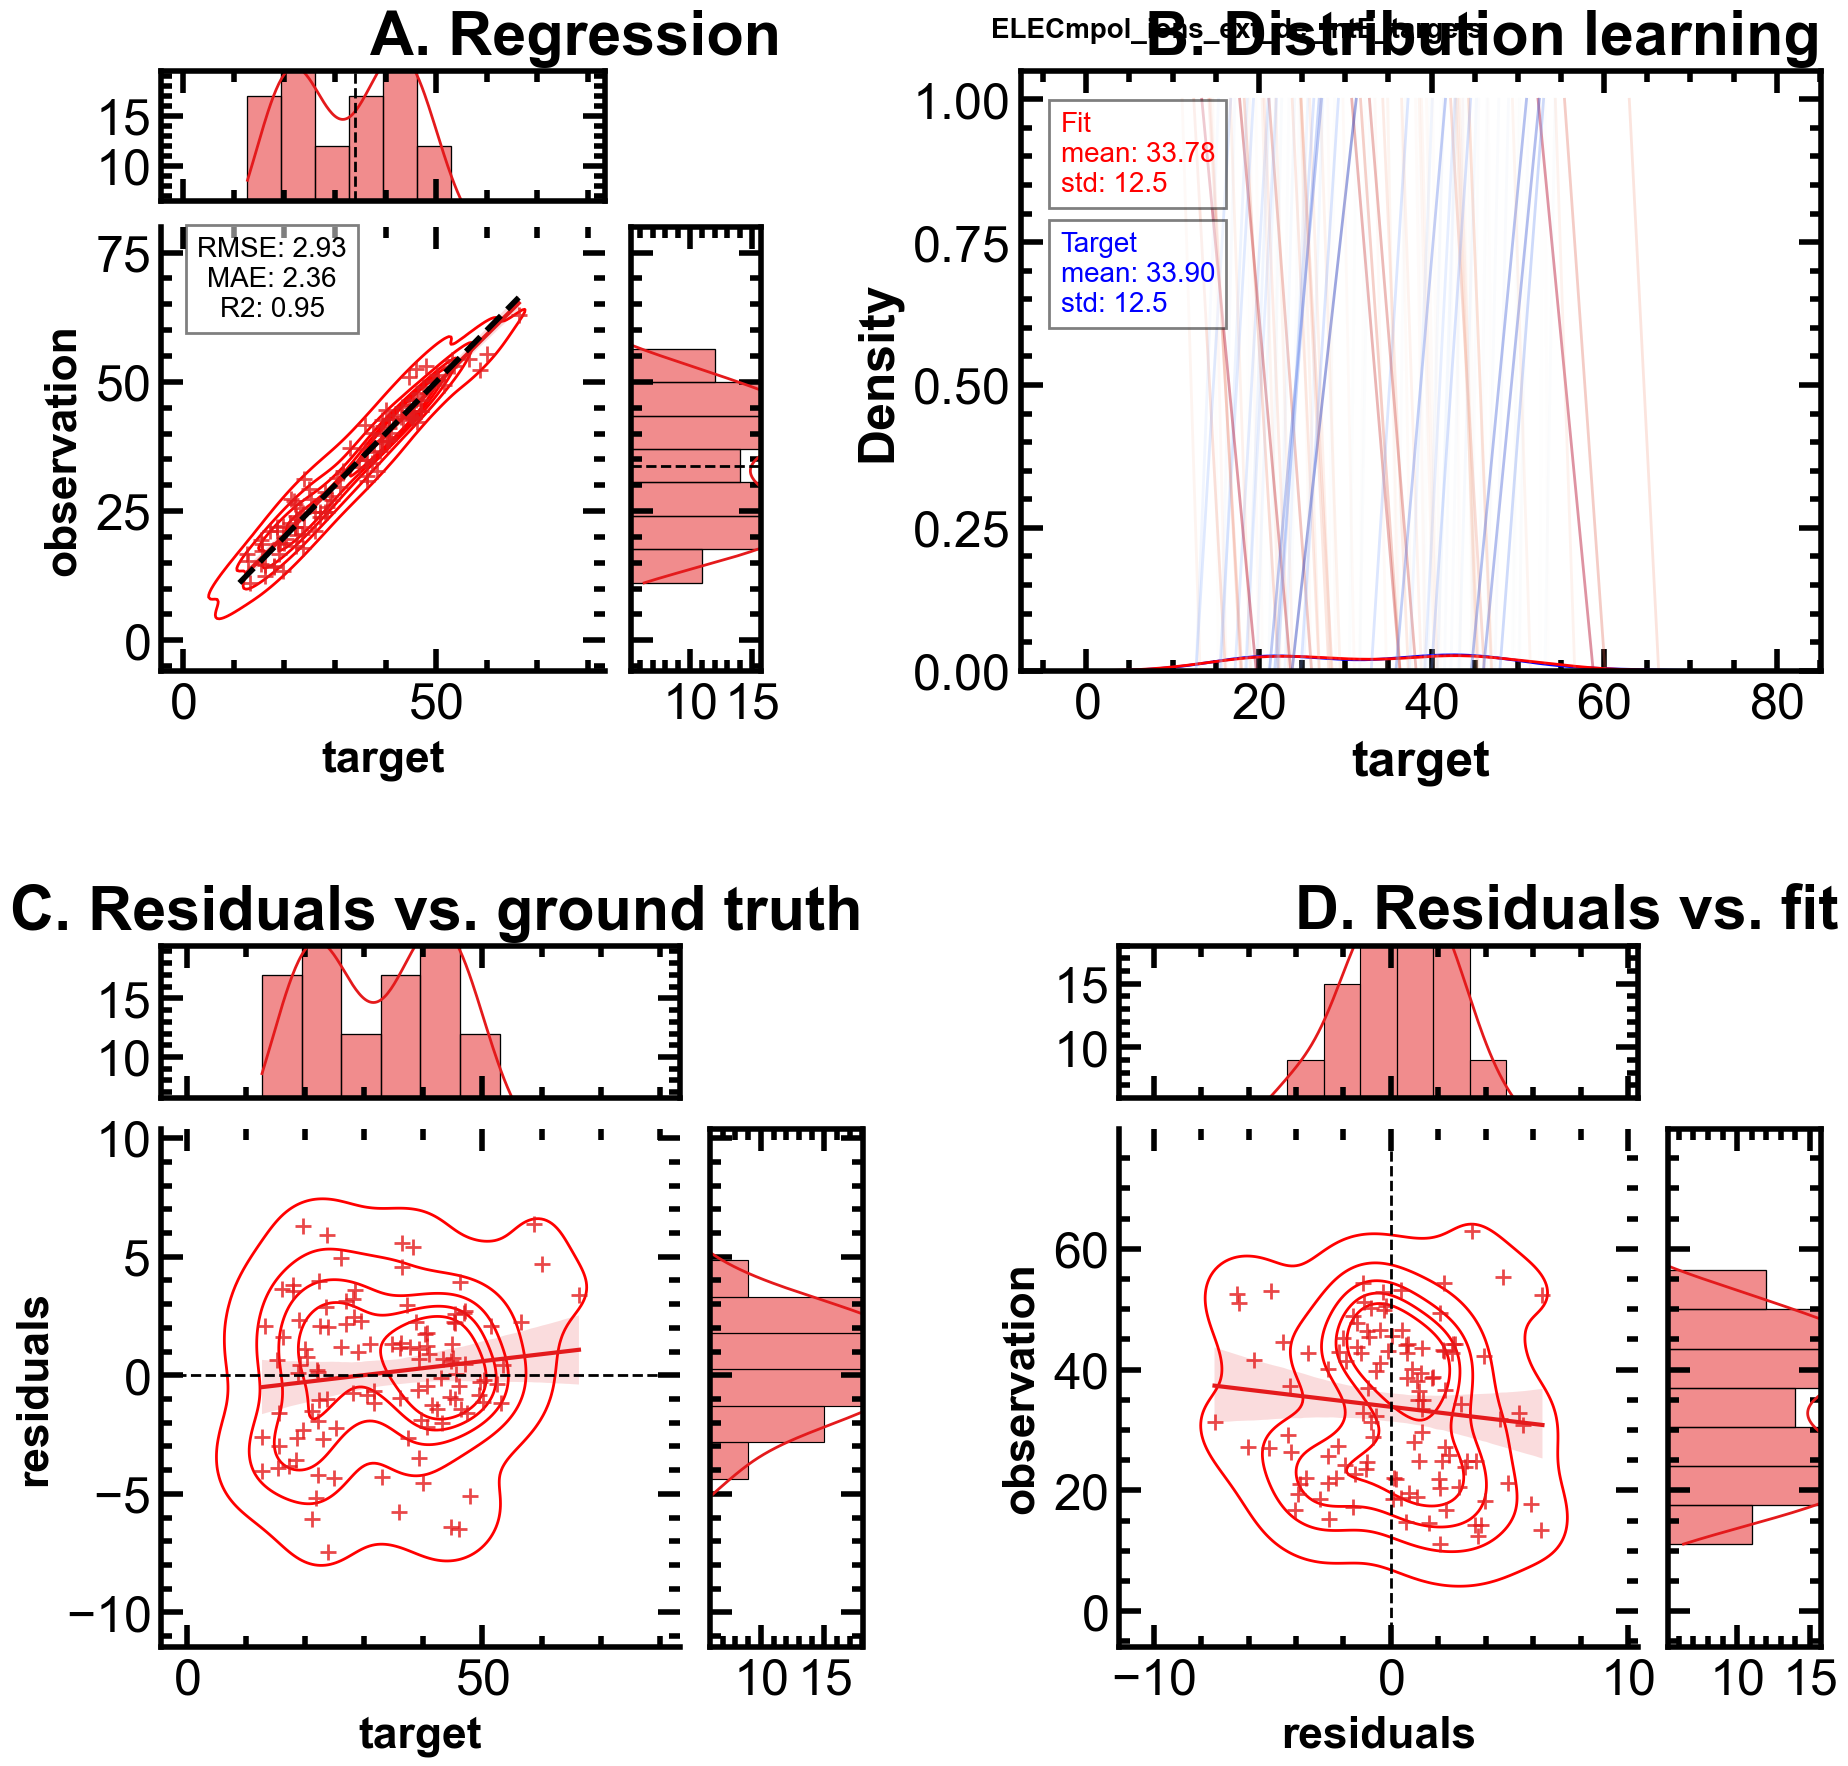 A. Regression
B. Distribution learning
15
10
RMSE: 2.93
MAE: 2.36
R2: 0.95
75
50
25
0
observation
0
50
10
15
target
Fit
mean: 33.78
std: 12.5
Target
mean: 33.90
std: 12.5
1.00
0.75
0.50
0.25
0.00
Density
0
20
40
60
80
target
C. Residuals vs. ground truth
15
10
10
5
0
−5
−10
residuals
0
50
10
15
target
D. Residuals vs. fit
15
10
60
40
20
0
observation
−10
0
10
10
15
residuals